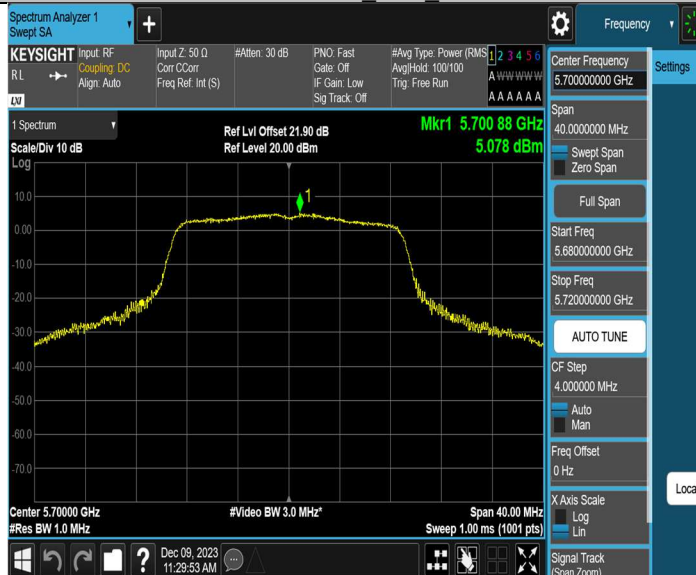 Spectrum Analyzer 1
Swept SA
+
Frequency
KEYSIGHT
RL
LXI
Input: RF
Coupling: DC
Align: Auto
Input Z: 50 Ω
Corr CCorr
Freq Ref: Int (S)
#Atten: 30 dB
PNO: Fast
Gate: Off
IF Gain: Low
Sig Track: Off
#Avg Type: Power (RMS
Avg|Hold: 100/100
Trig: Free Run
1 2 3 4 5 6
A W W W W W
A A A A A A
Center Frequency
5.700000000 GHz
Settings
Span
40.0000000 MHz
Swept Span
Zero Span
Full Span
Start Freq
5.680000000 GHz
Stop Freq
5.720000000 GHz
AUTO TUNE
CF Step
4.000000 MHz
Auto
Man
Freq Offset
0 Hz
X Axis Scale
Log
Lin
Signal Track
(Span Zoom)
Loca
1 Spectrum
Scale/Div 10 dB
Log
Ref Lvl Offset 21.90 dB
Ref Level 20.00 dBm
Mkr1 5.700 88 GHz
5.078 dBm
1
10.0
0.00
-10.0
-20.0
-30.0
-40.0
-50.0
-60.0
-70.0
Center 5.70000 GHz
#Res BW 1.0 MHz
#Video BW 3.0 MHz*
Span 40.00 MHz
Sweep 1.00 ms (1001 pts)
?
Dec 09, 2023
11:29:53 AM